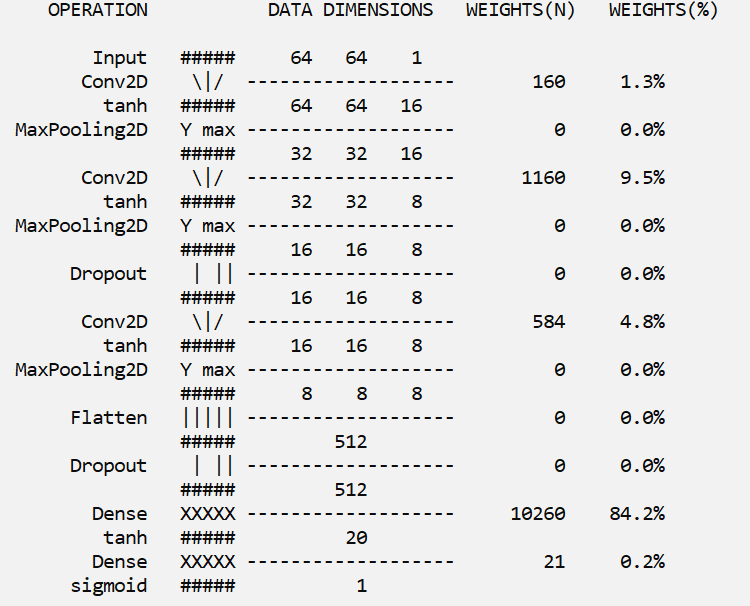 OPERATION           DATA DIMENSIONS   WEIGHTS(N)   WEIGHTS(%)
Input   #####     64   64    1
Conv2D    \|/  -------------------       160     1.3%
tanh   #####     64   64   16
MaxPooling2D   Y max -------------------         0     0.0%
#####     32   32   16
Conv2D    \|/  -------------------      1160     9.5%
tanh   #####     32   32    8
MaxPooling2D   Y max -------------------         0     0.0%
#####     16   16    8
Dropout    | || -------------------         0     0.0%
#####     16   16    8
Conv2D    \|/  -------------------       584     4.8%
tanh   #####     16   16    8
MaxPooling2D   Y max -------------------         0     0.0%
#####      8    8    8
Flatten   ||||| -------------------         0     0.0%
#####         512
Dropout    | || -------------------         0     0.0%
#####         512
Dense   XXXXX -------------------     10260    84.2%
tanh   #####          20
Dense   XXXXX -------------------        21     0.2%
sigmoid   #####           1